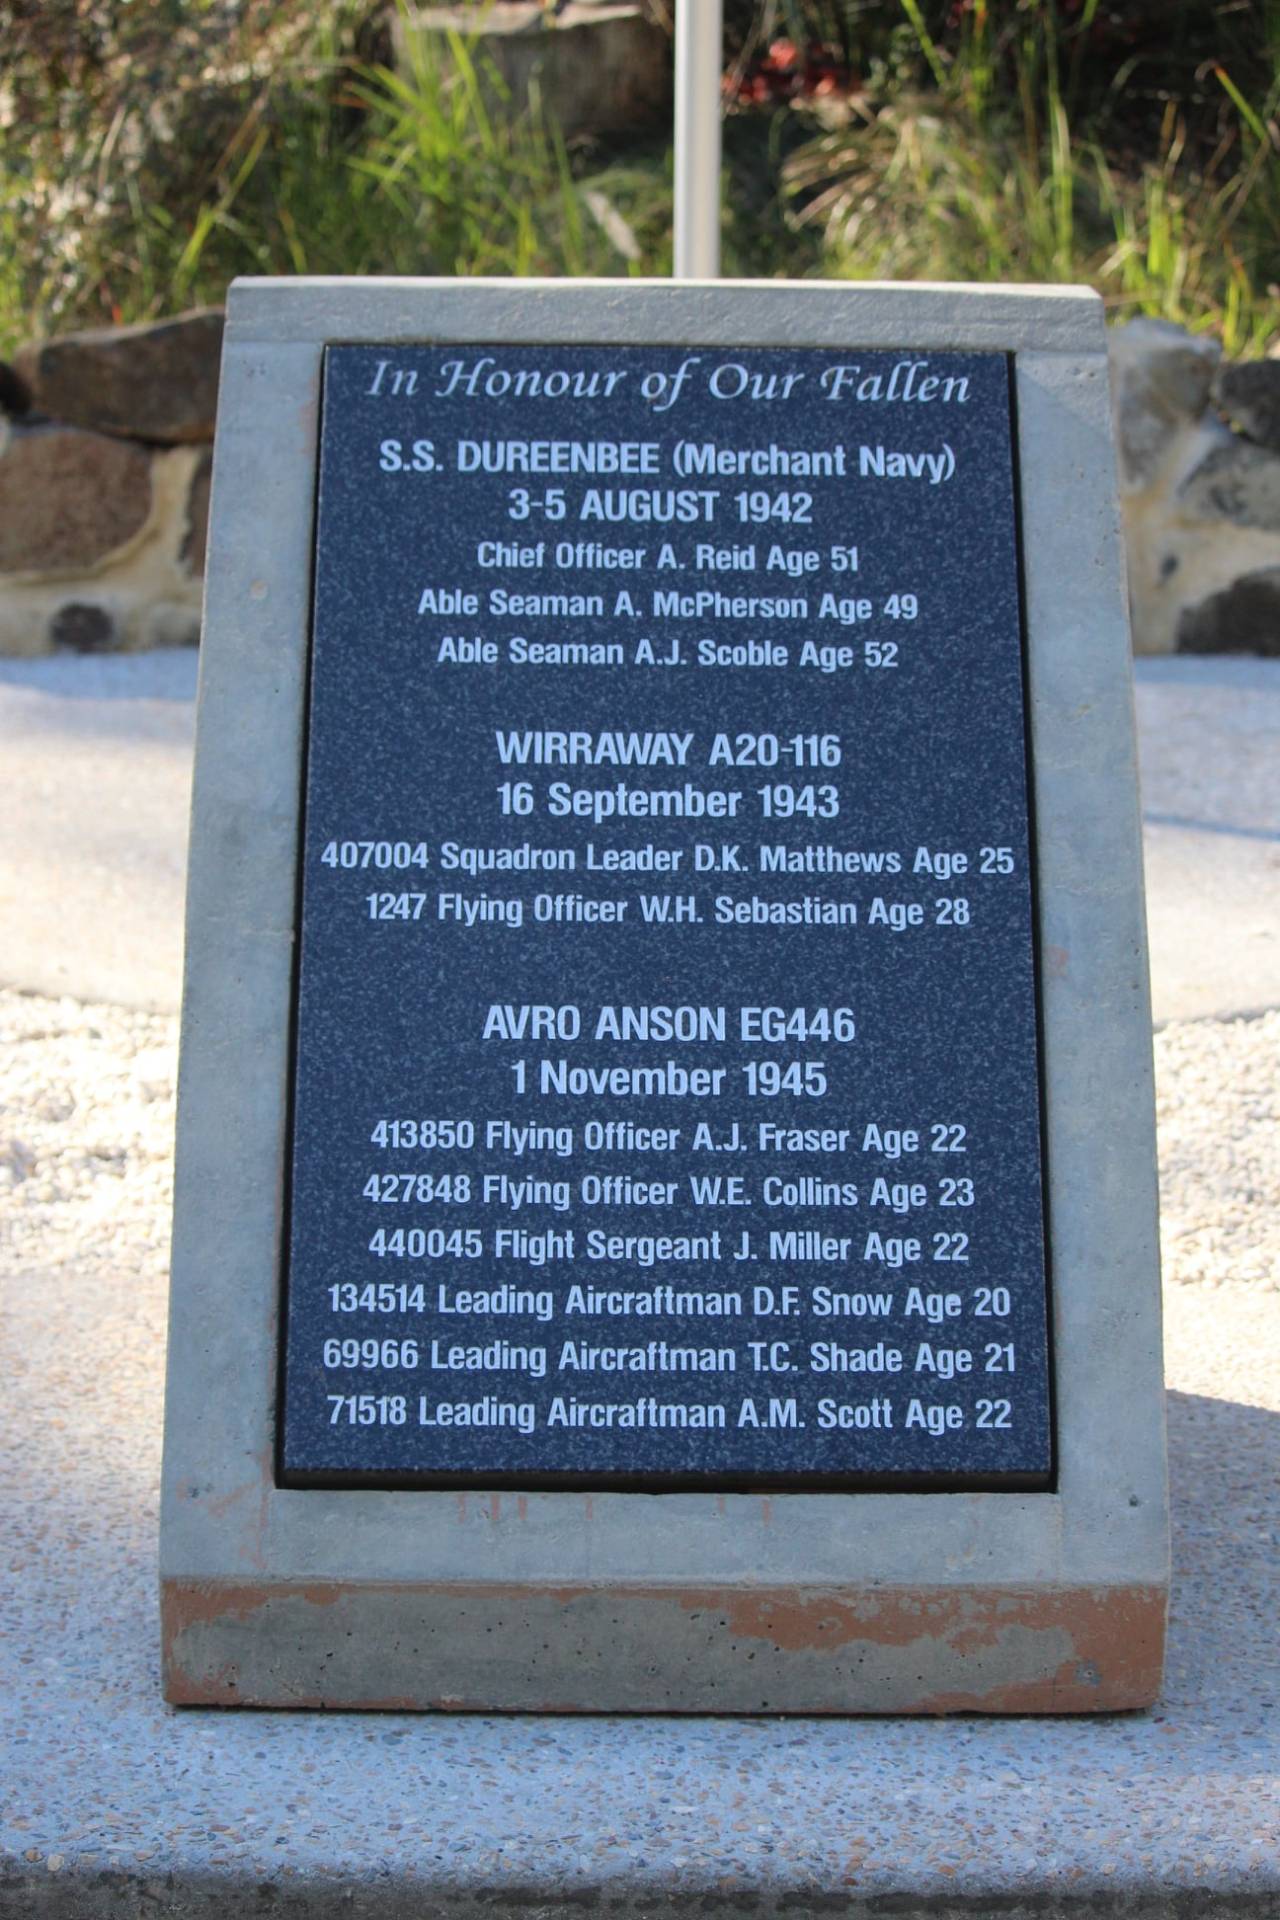 In Honour of Our Fallen
S.S. DUREENBEE (Merchant Navy)
3-5 AUGUST 1942
Chief Officer A. Reid Age 51
Able Seaman A. McPherson Age 49
Able Seaman A.J. Scoble Age 52
WIRRAWAY A20-116
16 September 1943
407004 Squadron Leader D.K. Matthews Age 25
1247 Flying Officer W.H. Sebastian Age 28
AVRO ANSON EG446
1 November 1945
413850 Flying Officer A.J. Fraser Age 22
427848 Flying Officer W.E. Collins Age 23
440045 Flight Sergeant J. Miller Age 22
134514 Leading Aircraftman D.F. Snow Age 20
69966 Leading Aircraftman T.C. Shade Age 21
71518 Leading Aircraftman A.M. Scott Age 22